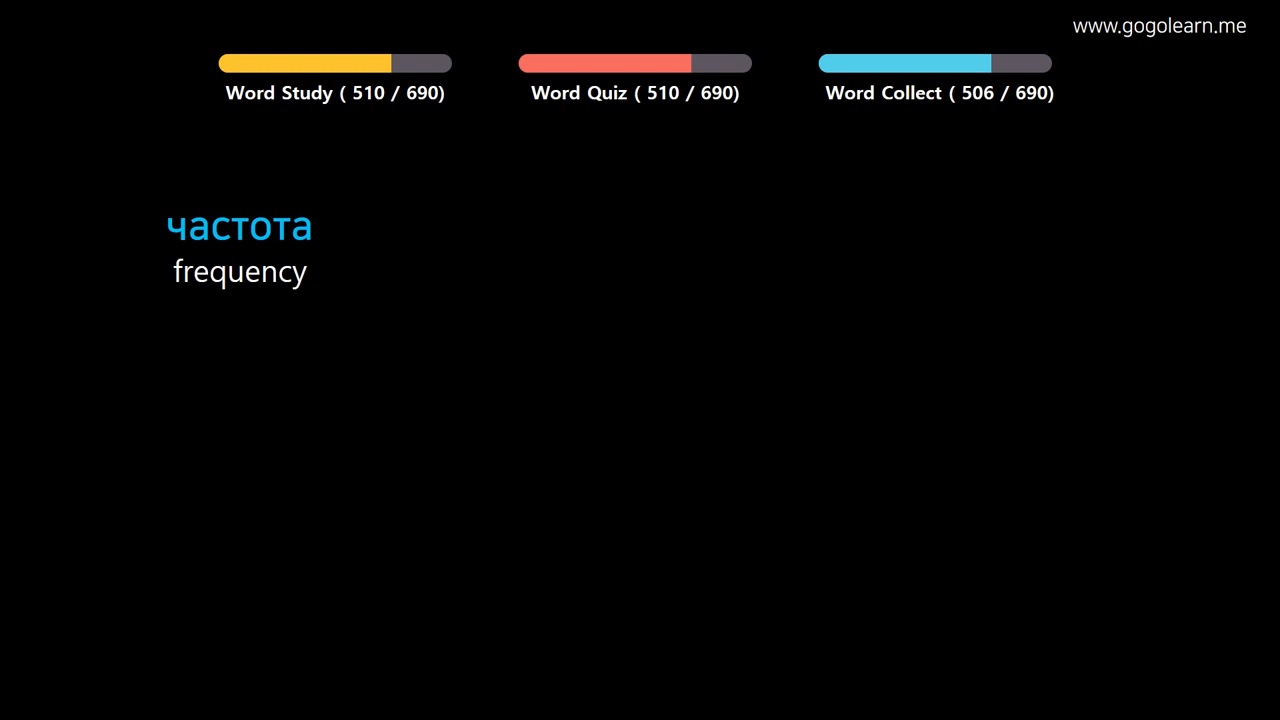 www.gogolearn.me
Word Study ( 510 / 690)
Word Quiz ( 510 / 690)
Word Collect ( 506 / 690)
частота
frequency